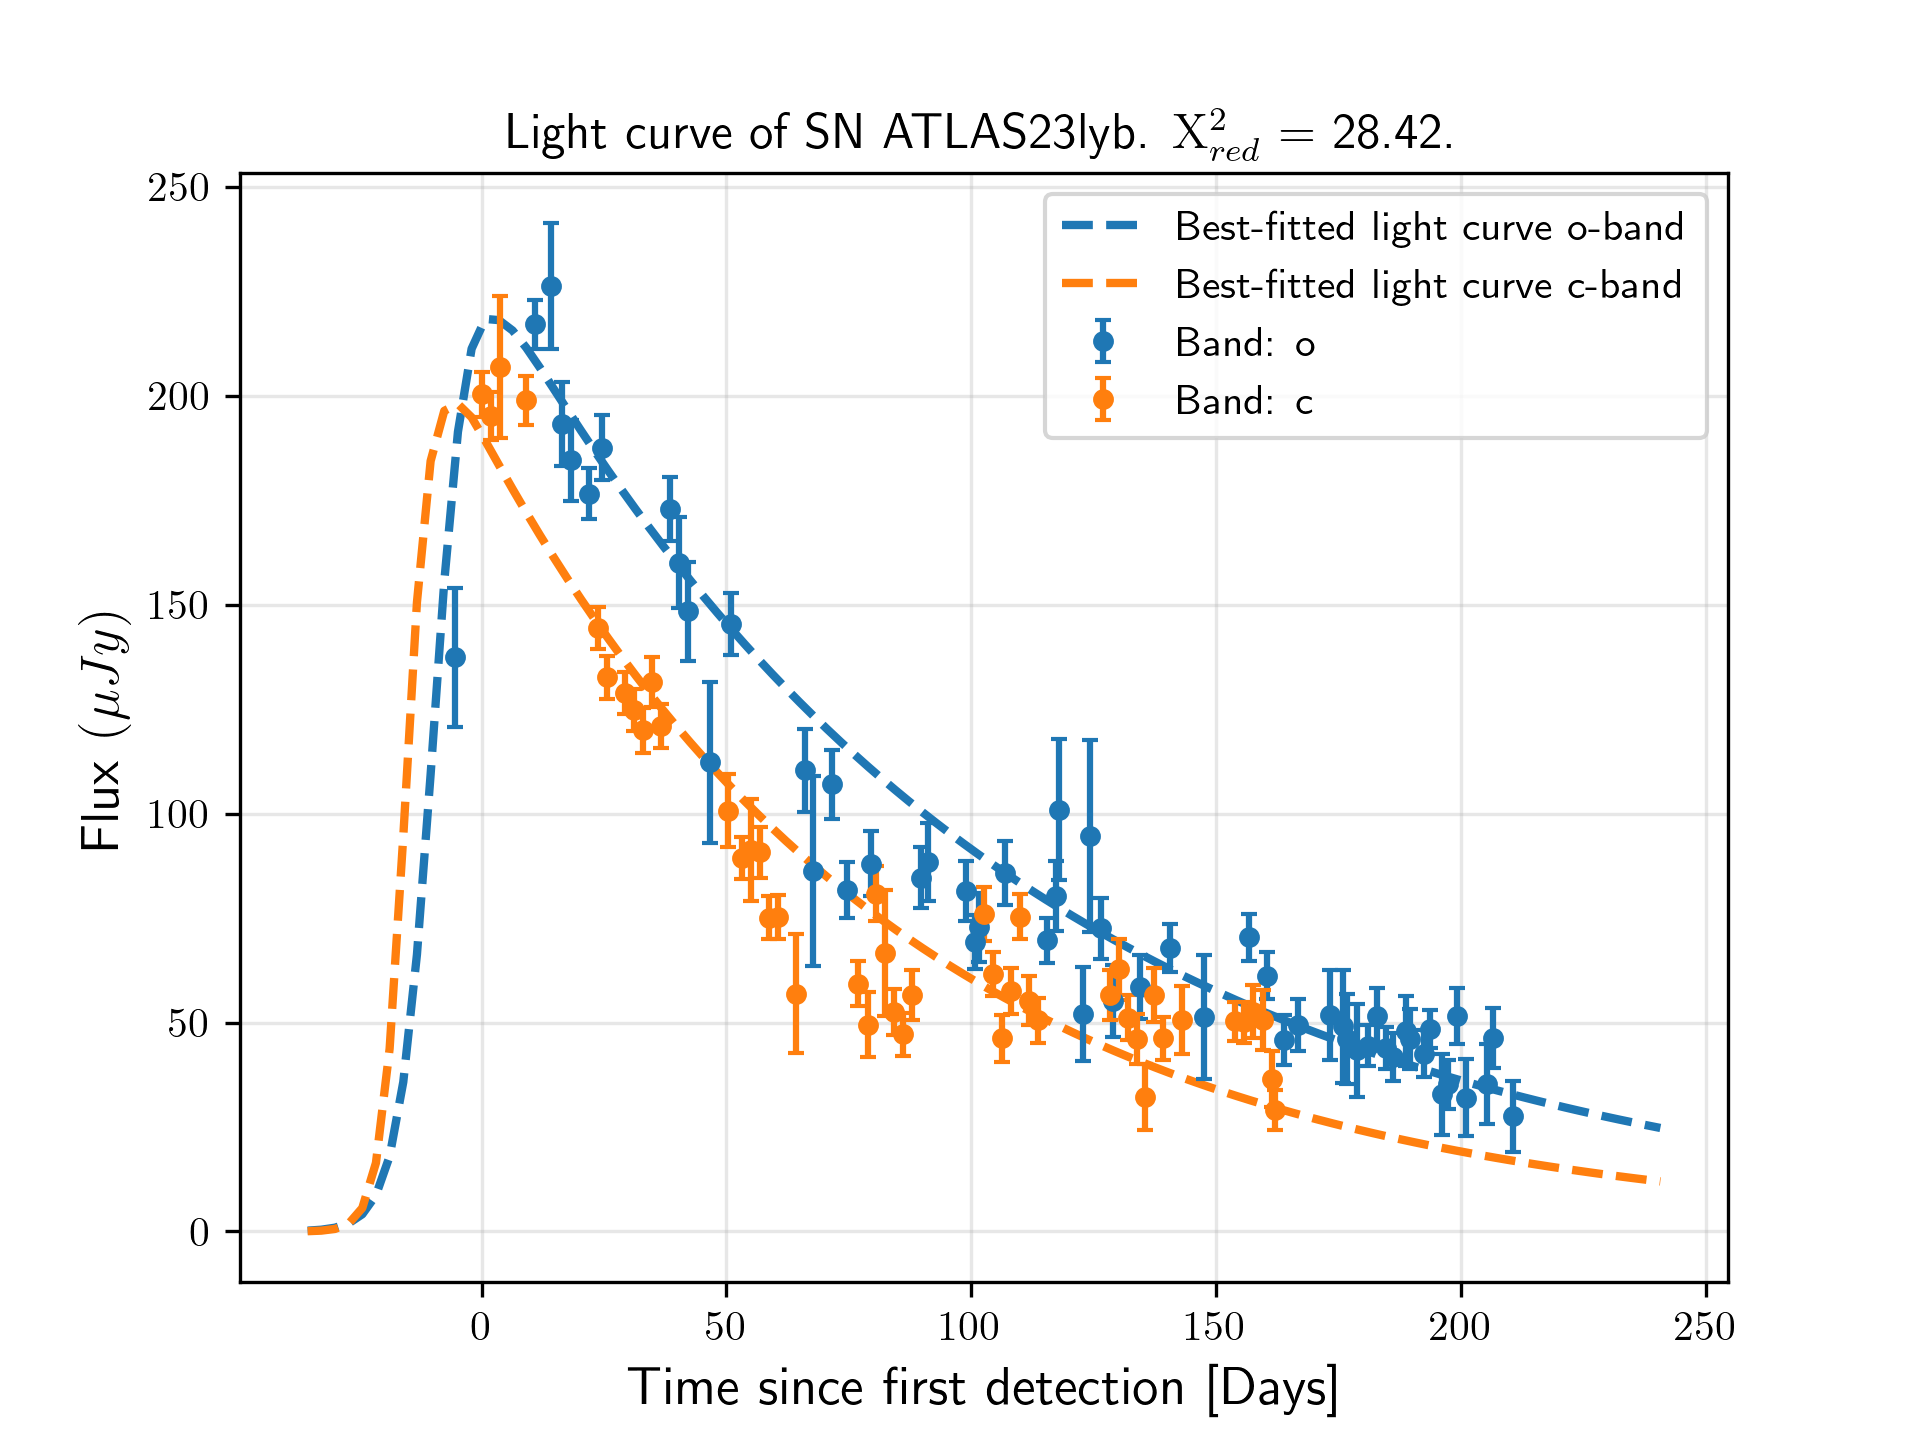 Light curve of SN ATLAS23lyb. X²_red = 28.42.
250
200
150
100
50
0
Flux (μJy)
Best-fitted light curve o-band
Best-fitted light curve c-band
Band: o
Band: c
0 50 100 150 200 250
Time since first detection [Days]